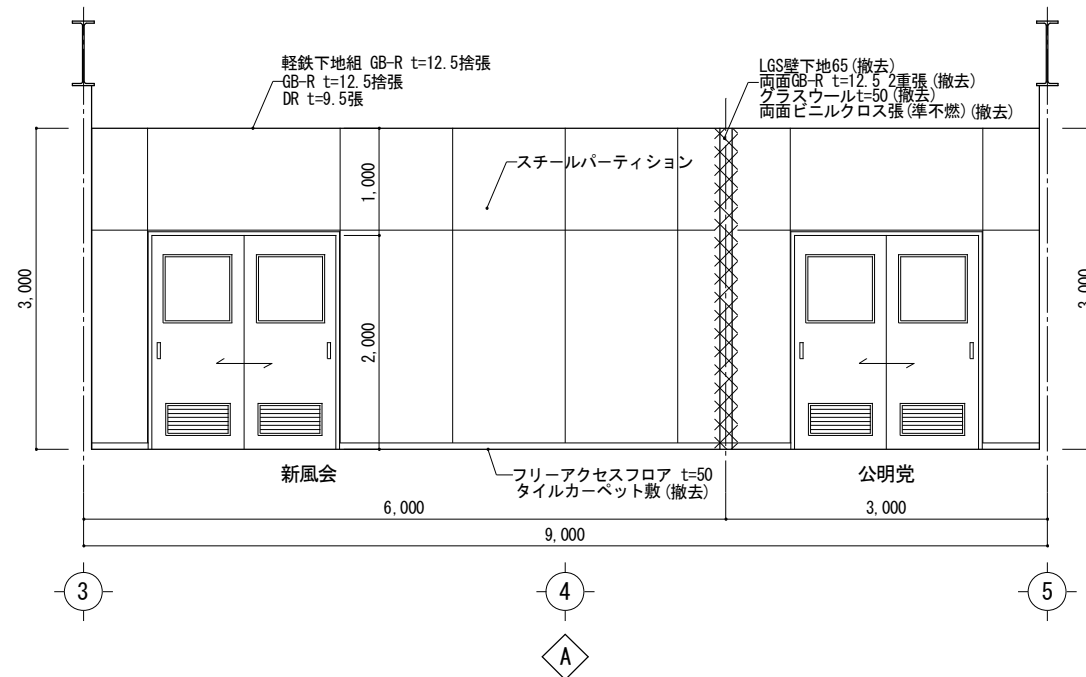 軽鉄下地組 GB-R t=12.5捨張
GB-R t=12.5捨張
DR t=9.5張
LGS壁下地65(撤去)
両面GB-R t=12.5 2重張(撤去)
グラスウールt=50(撤去)
両面ビニルクロス張(準不燃)(撤去)
スチールパーティション
1,000
3,000
2,000
3,000
新風会
フリーアクセスフロア t=50
タイルカーペット敷(撤去)
公明党
6,000
3,000
9,000
3
4
5
A